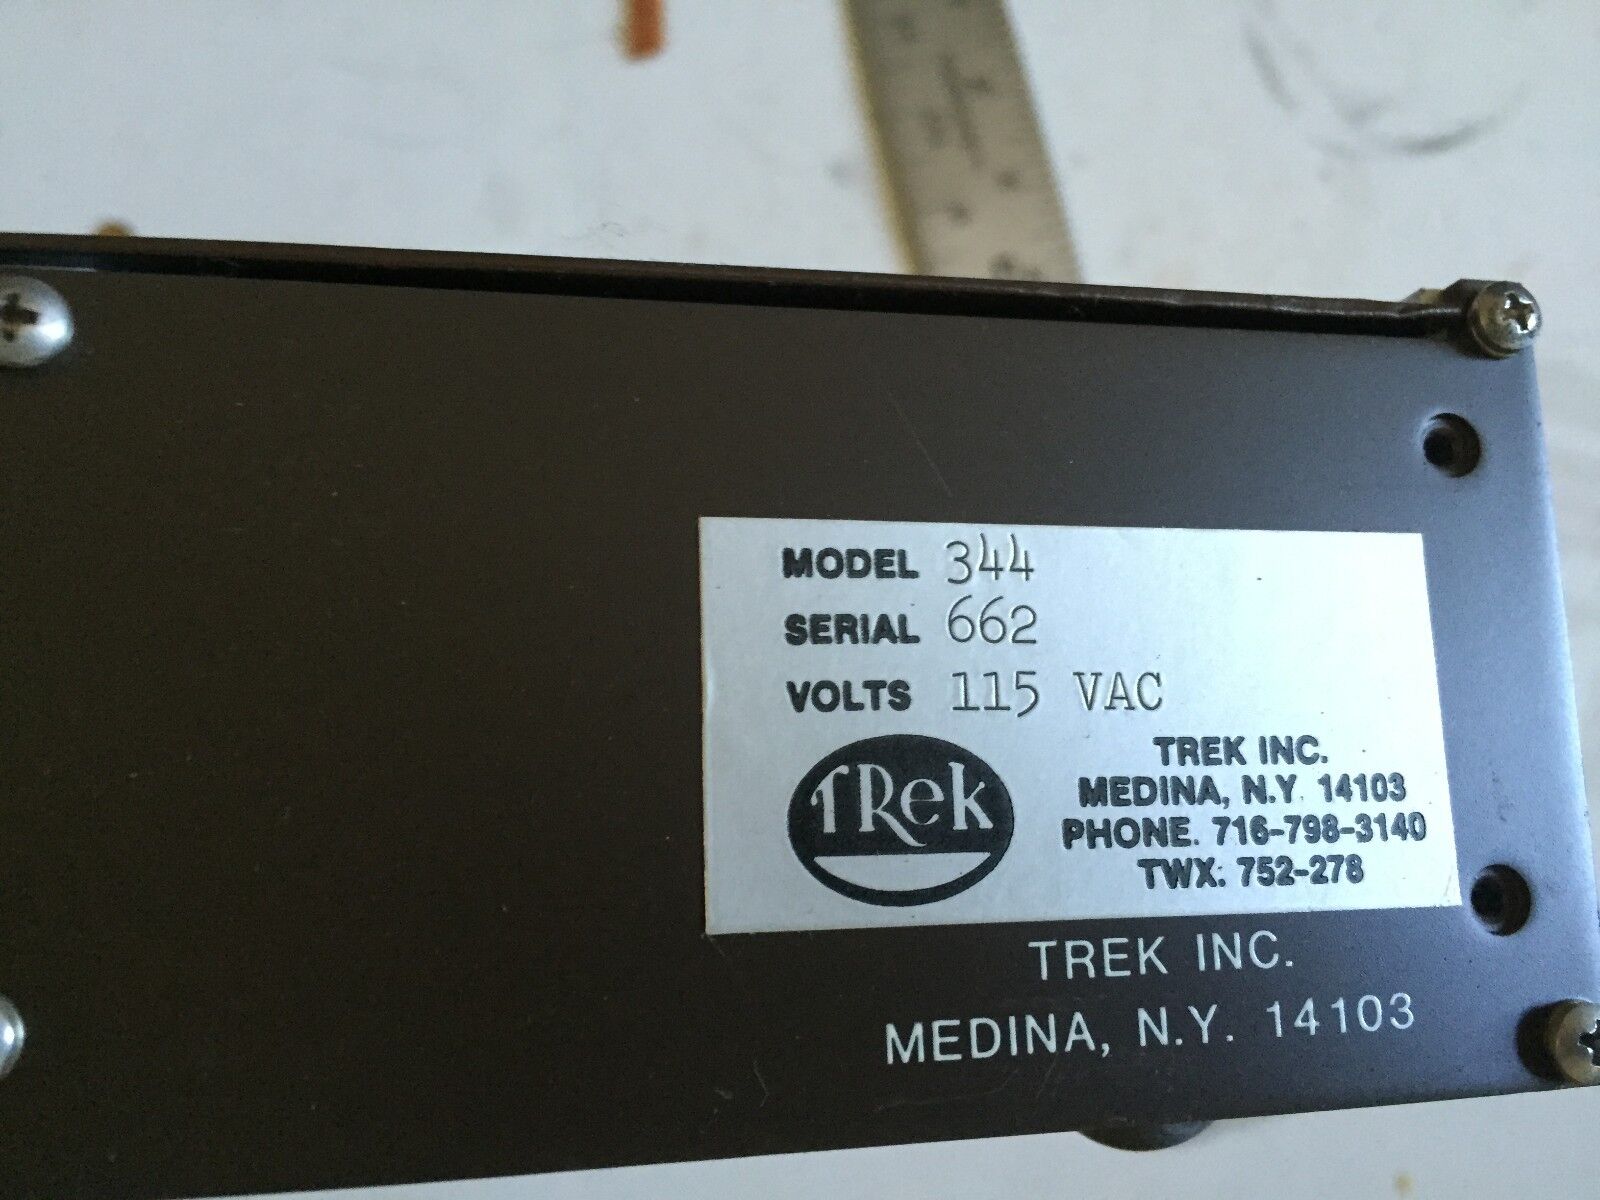 MODEL 344
SERIAL 662
VOLTS 115 VAC
TRek
TREK INC.
MEDINA, N.Y. 14103
PHONE. 716-798-3140
TWX: 752-278
TREK INC.
MEDINA, N.Y. 14103